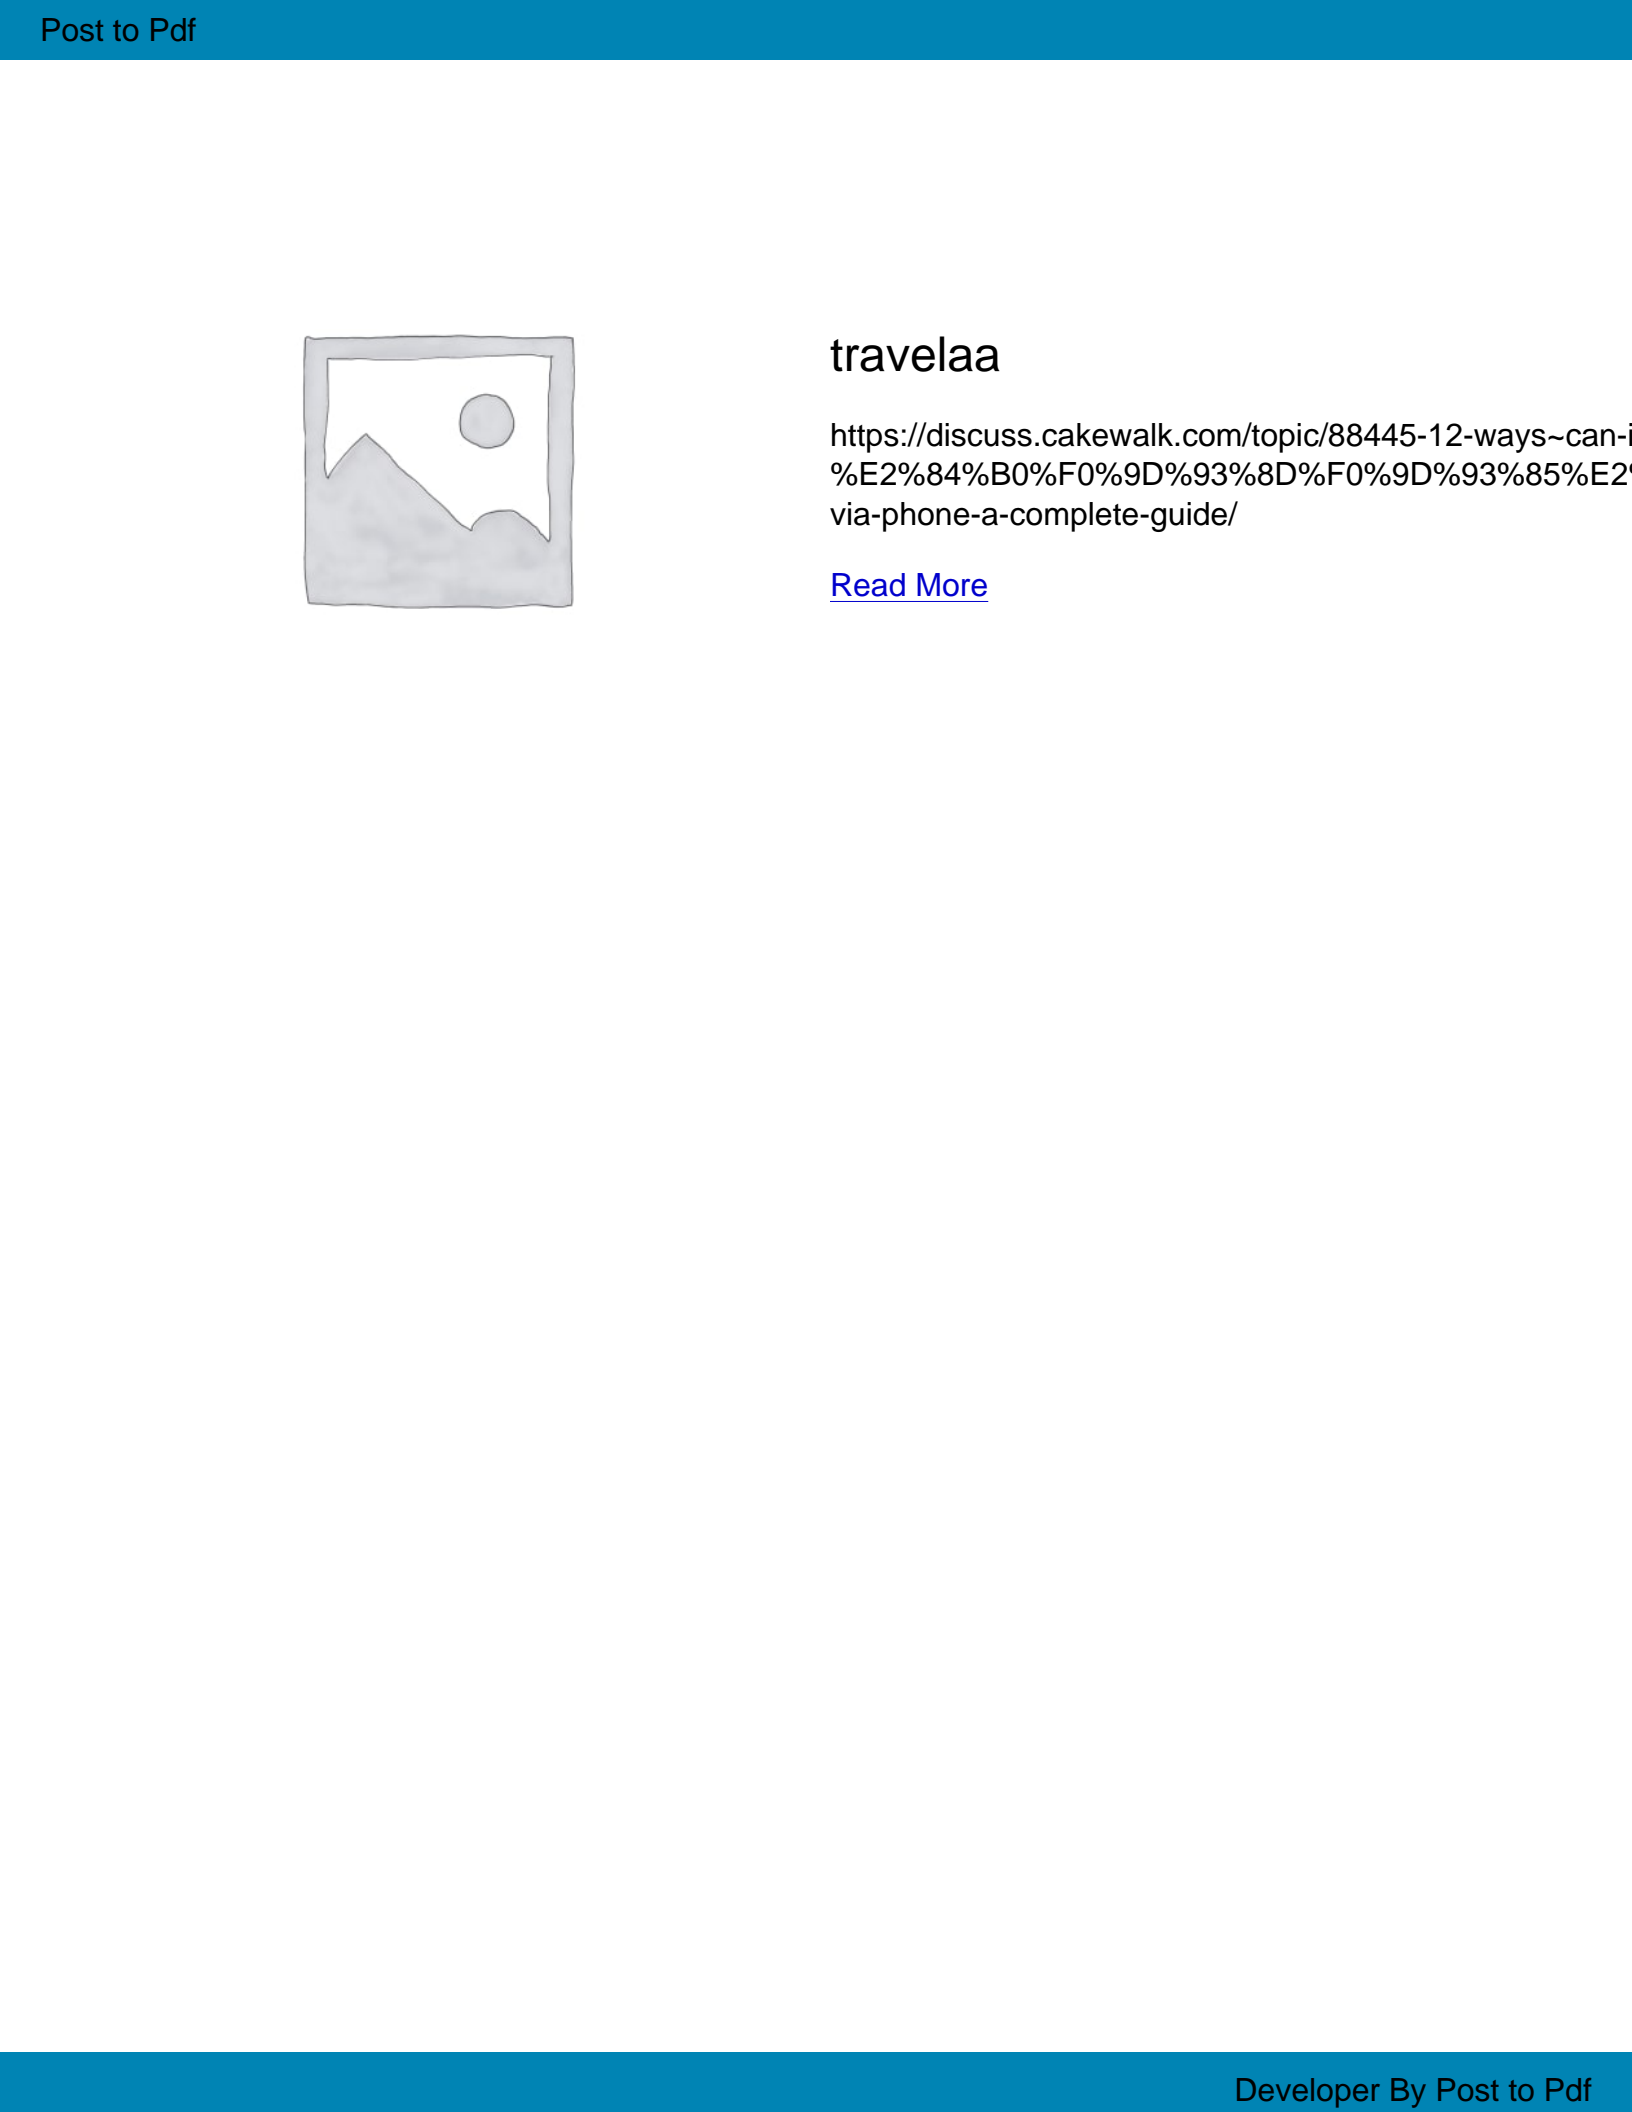 Post to Pdf
travelaa
https://discuss.cakewalk.com/topic/88445-12-ways~can-i
%E2%84%B0%F0%9D%93%8D%F0%9D%93%85%E2%
via-phone-a-complete-guide/
Read More
Developer By Post to Pdf